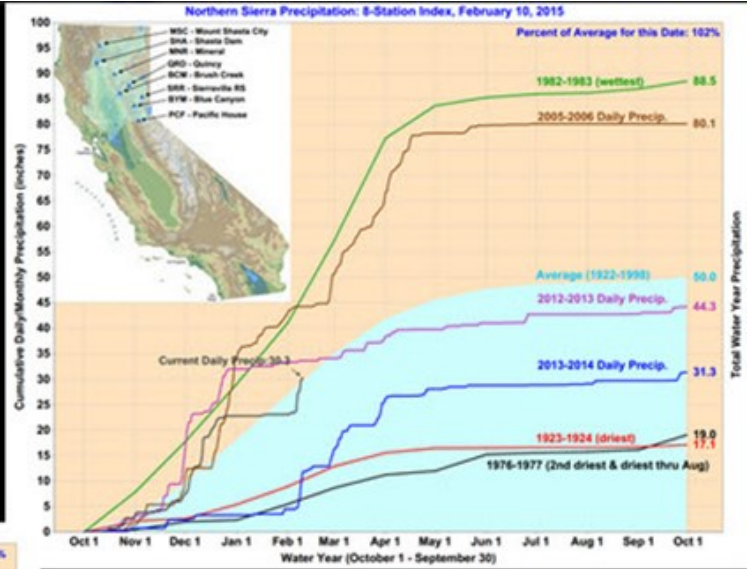 Northern Sierra Precipitation: 8-Station Index, February 10, 2015
Percent of Average for this Date: 102%
MSC - Mount Shasta City
SHA - Shasta Dam
MNR - Mineral
QRD - Quincy
BCM - Brush Creek
SRR - Sierraville RS
BYM - Blue Canyon
PCF - Pacific House
Cumulative Daily/Monthly Precipitation (inches)
100
95
90
85
80
75
70
65
60
55
50
45
40
35
30
25
20
15
10
5
0
1982-1983 (wettest)
88.5
2005-2006 Daily Precip.
80.1
Average (1922-1998)
50.0
2012-2013 Daily Precip.
44.3
Current Daily Precip: 30.3
2013-2014 Daily Precip.
31.3
1923-1924 (driest)
19.0
17.1
1976-1977 (2nd driest & driest thru Aug)
Total Water Year Precipitation
Oct 1 Nov 1 Dec 1 Jan 1 Feb 1 Mar 1 Apr 1 May 1 Jun 1 Jul 1 Aug 1 Sep 1 Oct 1
Water Year (October 1 - September 30)
%